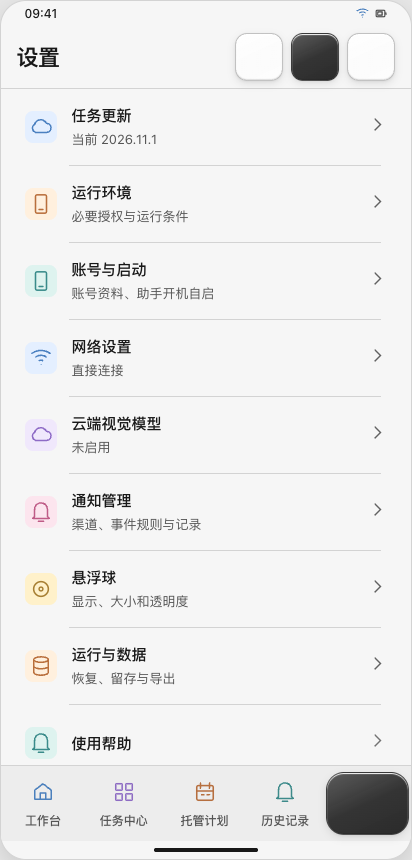 09:41
设置
任务更新
当前 2026.11.1
运行环境
必要授权与运行条件
账号与启动
账号资料、助手开机自启
网络设置
直接连接
云端视觉模型
未启用
通知管理
渠道、事件规则与记录
悬浮球
显示、大小和透明度
运行与数据
恢复、留存与导出
使用帮助
工作台
任务中心
托管计划
历史记录